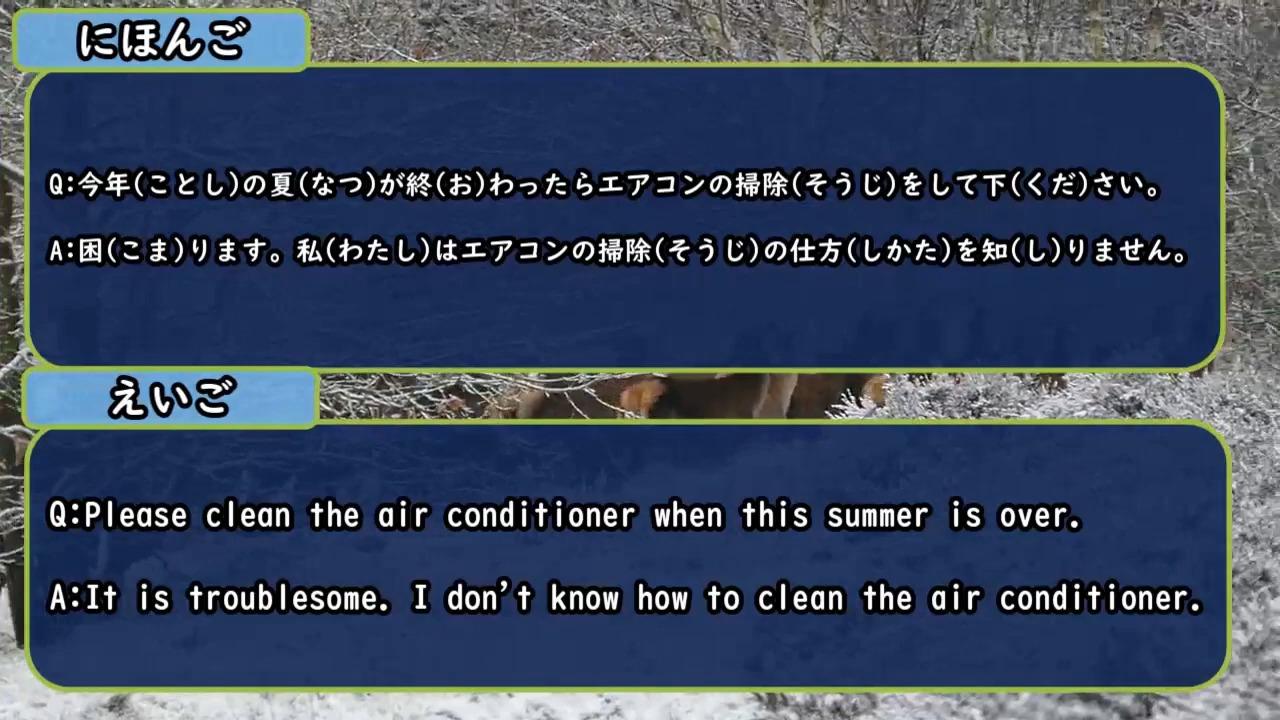 にほんご
Q:今年(ことし)の夏(なつ)が終(お)わったらエアコンの掃除(そうじ)をして下(くだ)さい。
A:困(こま)ります。私(わたし)はエアコンの掃除(そうじ)の仕方(しかた)を知(し)りません。
えいご
Q:Please clean the air conditioner when this summer is over.
A:It is troublesome. I don't know how to clean the air conditioner.